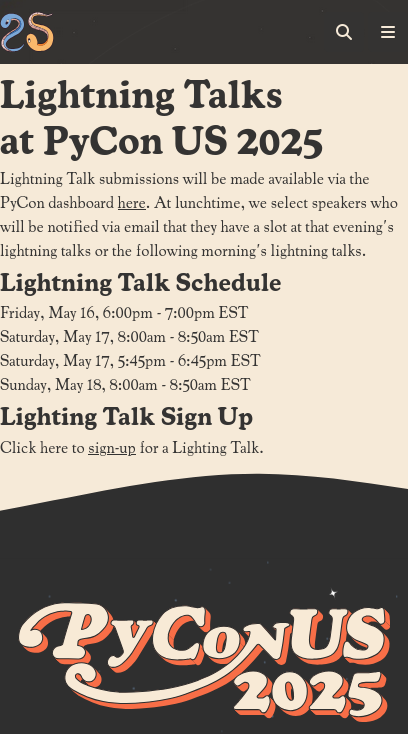 25
Lightning Talks
at PyCon US 2025
Lightning Talk submissions will be made available via the
PyCon dashboard here. At lunchtime, we select speakers who
will be notified via email that they have a slot at that evening's
lightning talks or the following morning's lightning talks.
Lightning Talk Schedule
Friday, May 16, 6:00pm - 7:00pm EST
Saturday, May 17, 8:00am - 8:50am EST
Saturday, May 17, 5:45pm - 6:45pm EST
Sunday, May 18, 8:00am - 8:50am EST
Lighting Talk Sign Up
Click here to sign-up for a Lighting Talk.
PyConUS
2025